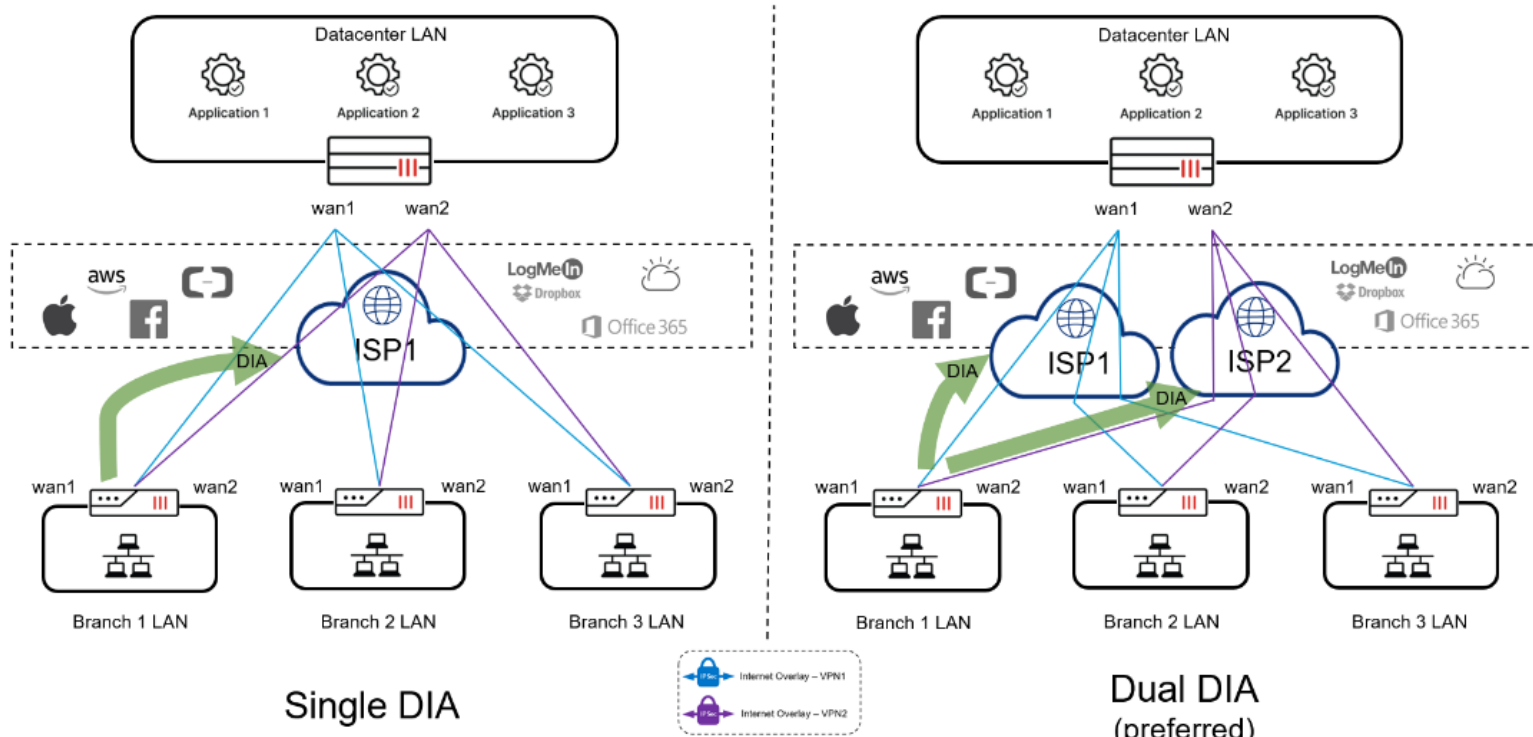 Datacenter LAN
Application 1
Application 2
Application 3
wan1
wan2
aws
LogMeIn
Dropbox
Office 365
DIA
ISP1
wan1
wan2
wan1
wan2
wan1
wan2
Branch 1 LAN
Branch 2 LAN
Branch 3 LAN
Single DIA
Datacenter LAN
Application 1
Application 2
Application 3
wan1
wan2
aws
LogMeIn
Dropbox
Office 365
ISP1
ISP2
DIA
DIA
wan1
wan2
wan1
wan2
wan1
wan2
Branch 1 LAN
Branch 2 LAN
Branch 3 LAN
Dual DIA
(preferred)
IPSec
Internet Overlay – VPN1
IPSec
Internet Overlay – VPN2